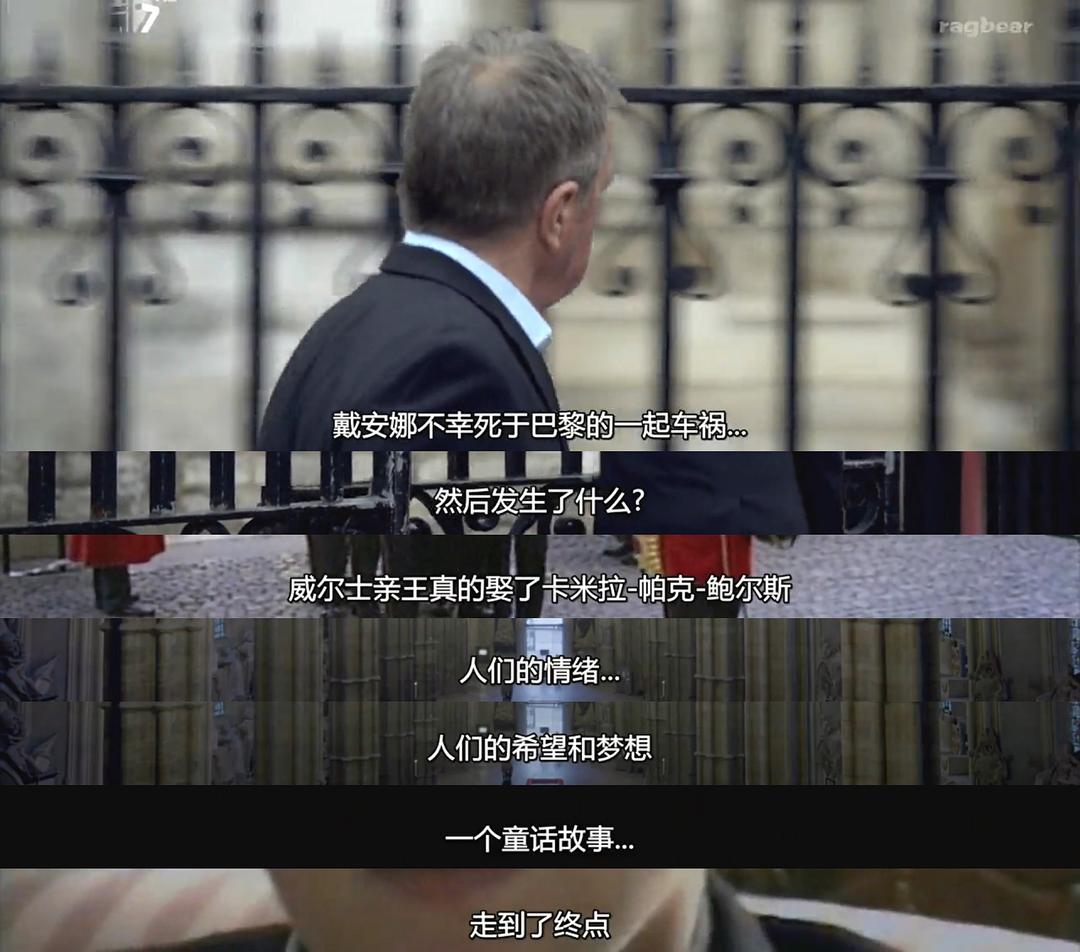 7
ragbear
戴安娜不幸死于巴黎的一起车祸...
然后发生了什么?
威尔士亲王真的娶了卡米拉-帕克-鲍尔斯
人们的情绪...
人们的希望和梦想
一个童话故事...
走到了终点